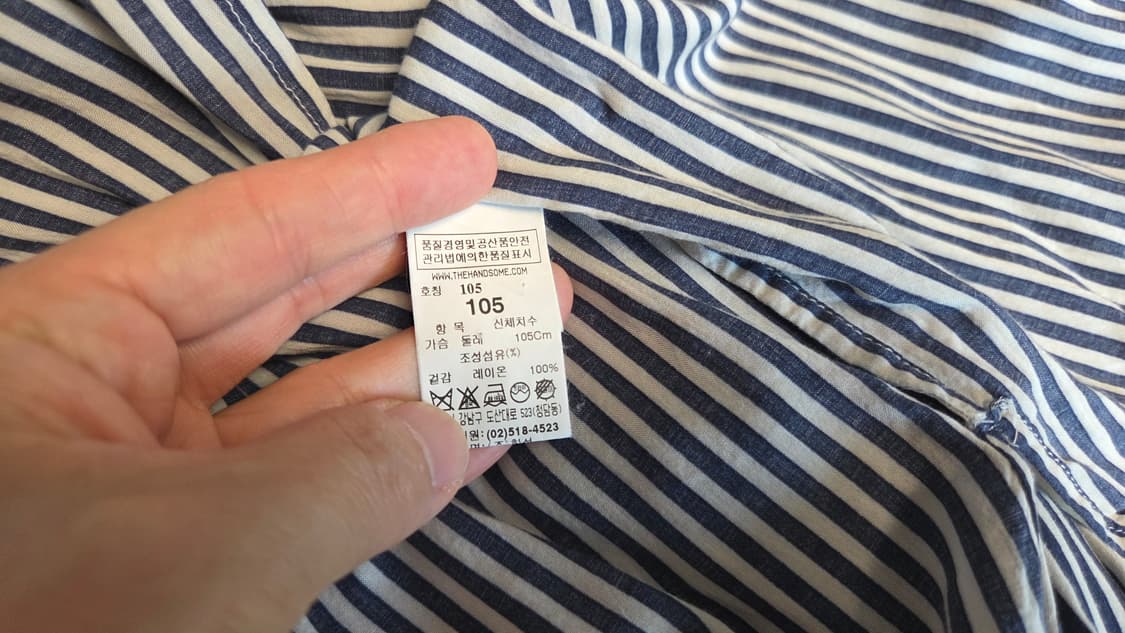 품질경영및공산품안전
관리법에의한품질표시
WWW.THEHANDSOME.COM
호칭 105
105
항 목 신체치수
가슴 둘레 105Cm
조성섬유(%)
겉감 레이온 100%
강남구 도산대로 523(청담동)
원:(02)518-4523